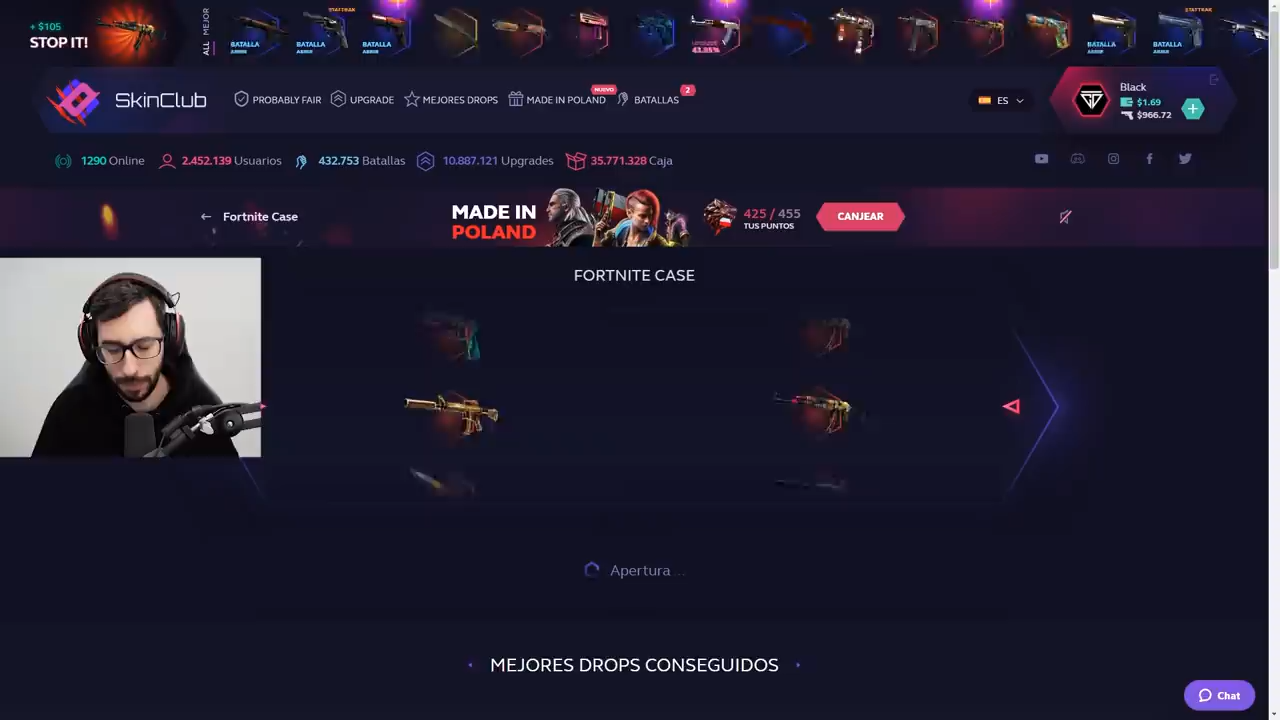 + $105
STOP IT!
ALL
MEJOR
BATALLA
STATTRAK
BATALLA
BATALLA
UPGRADE
43.85%
BATALLA
STATTRAK
BATALLA
SKINCLUB
PROBABLY FAIR
UPGRADE
MEJORES DROPS
MADE IN POLAND
NUEVO
BATALLAS
2
ES
Black
$1.69
$966.72
1290 Online
2.452.139 Usuarios
432.753 Batallas
10.887.121 Upgrades
35.771.328 Caja
← Fortnite Case
MADE IN
POLAND
425 / 455
TUS PUNTOS
CANJEAR
FORTNITE CASE
Apertura ...
MEJORES DROPS CONSEGUIDOS
Chat